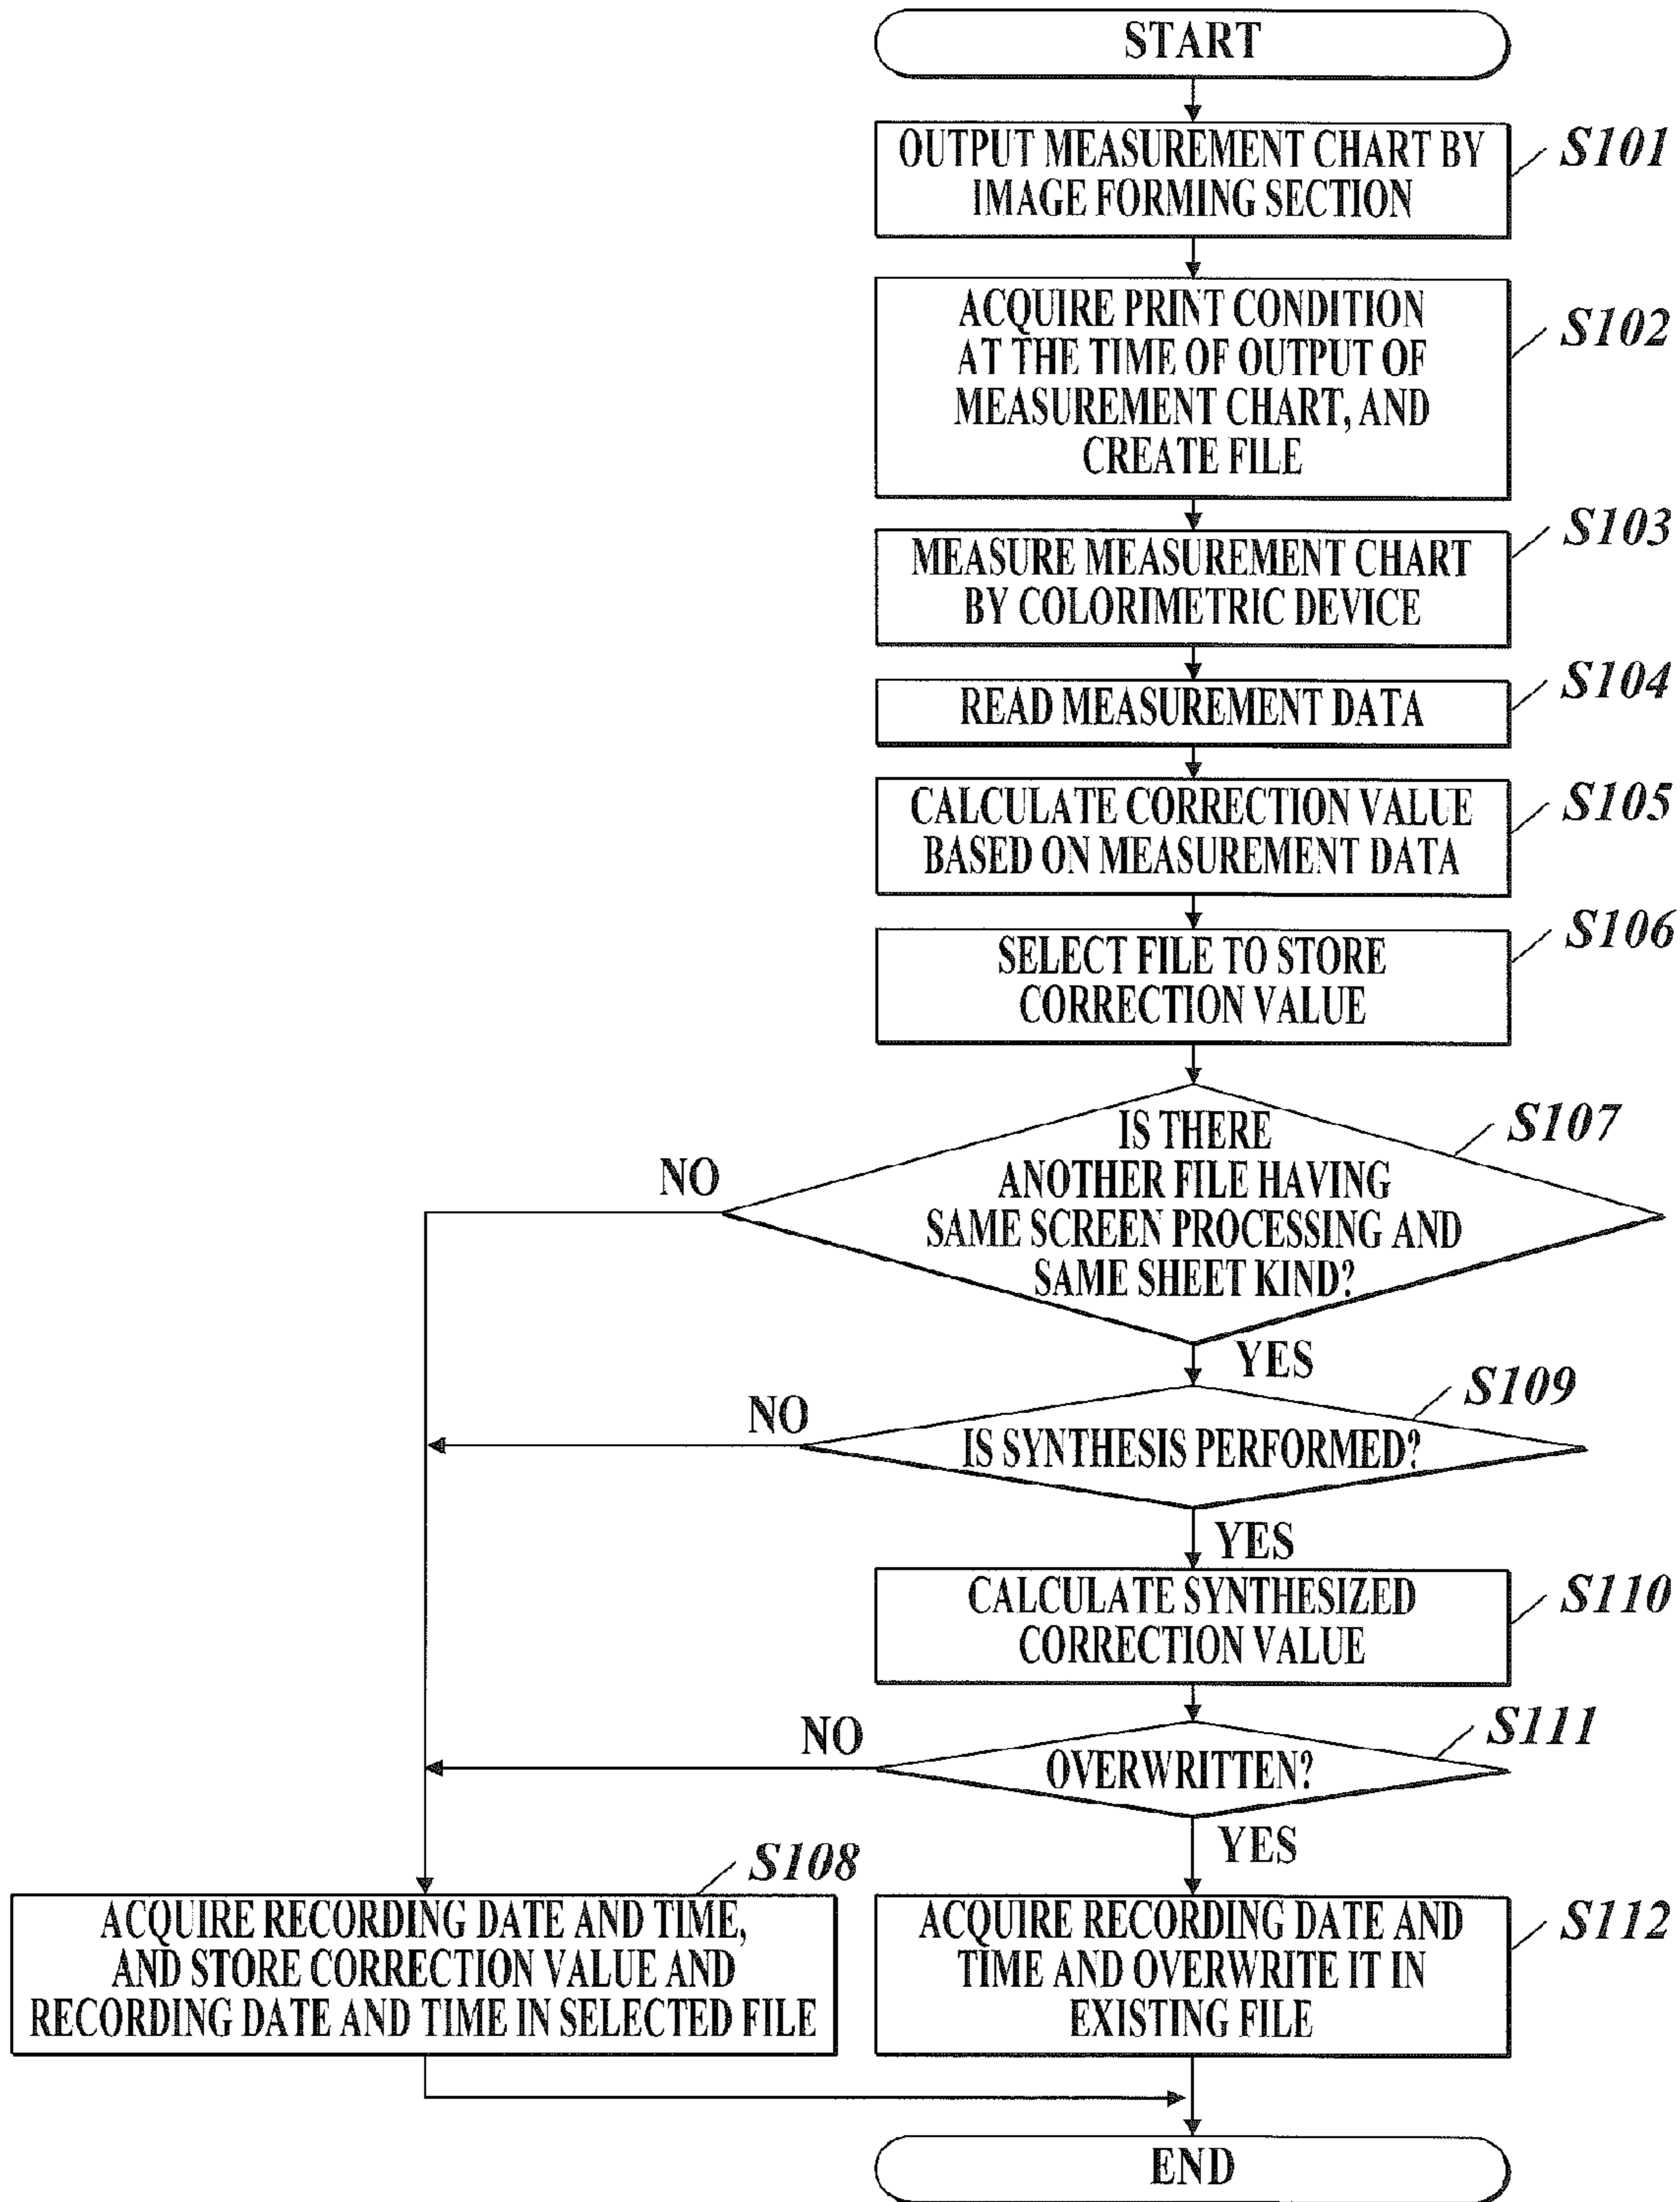 START
OUTPUT MEASUREMENT CHART BY
IMAGE FORMING SECTION
S101
ACQUIRE PRINT CONDITION
AT THE TIME OF OUTPUT OF
MEASUREMENT CHART, AND
CREATE FILE
S102
MEASURE MEASUREMENT CHART
BY COLORIMETRIC DEVICE
S103
READ MEASUREMENT DATA
S104
CALCULATE CORRECTION VALUE
BASED ON MEASUREMENT DATA
S105
SELECT FILE TO STORE
CORRECTION VALUE
S106
IS THERE
ANOTHER FILE HAVING
SAME SCREEN PROCESSING AND
SAME SHEET KIND?
S107
NO
YES
IS SYNTHESIS PERFORMED?
S109
NO
YES
CALCULATE SYNTHESIZED
CORRECTION VALUE
S110
OVERWRITTEN?
S111
NO
YES
S108
ACQUIRE RECORDING DATE AND TIME,
AND STORE CORRECTION VALUE AND
RECORDING DATE AND TIME IN SELECTED FILE
ACQUIRE RECORDING DATE AND
TIME AND OVERWRITE IT IN
EXISTING FILE
S112
END